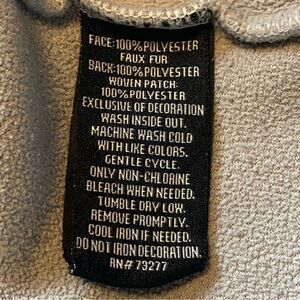 FACE:100%POLYESTER
FAUX FUR
BACK:100%POLYESTER
WOVEN PATCH:
100%POLYESTER
EXCLUSIVE OF DECORATION
WASH INSIDE OUT.
MACHINE WASH COLD
WITH LIKE COLORS.
GENTLE CYCLE.
ONLY NON-CHLORINE
BLEACH WHEN NEEDED.
TUMBLE DRY LOW.
REMOVE PROMPTLY.
COOL IRON IF NEEDED.
DO NOT IRON DECORATION.
RN# 73277